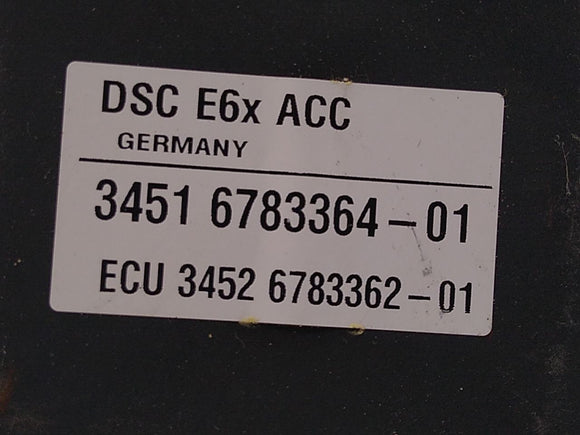 DSC E6x ACC
GERMANY
3451 6783364-01
ECU 3452 6783362-01